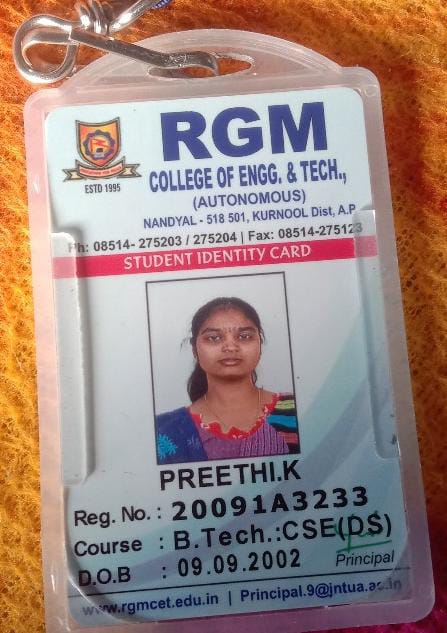 RGM
COLLEGE OF ENGG. & TECH.,
(AUTONOMOUS)
ESTD 1995
NANDYAL - 518 501, KURNOOL Dist, A.P
Ph: 08514- 275203 / 275204 | Fax: 08514-275123
STUDENT IDENTITY CARD
PREETHI.K
Reg. No. : 20091A3233
Course : B.Tech.:CSE(DS)
D.O.B : 09.09.2002
Principal
www.rgmcet.edu.in | Principal.9@jntua.ac.in